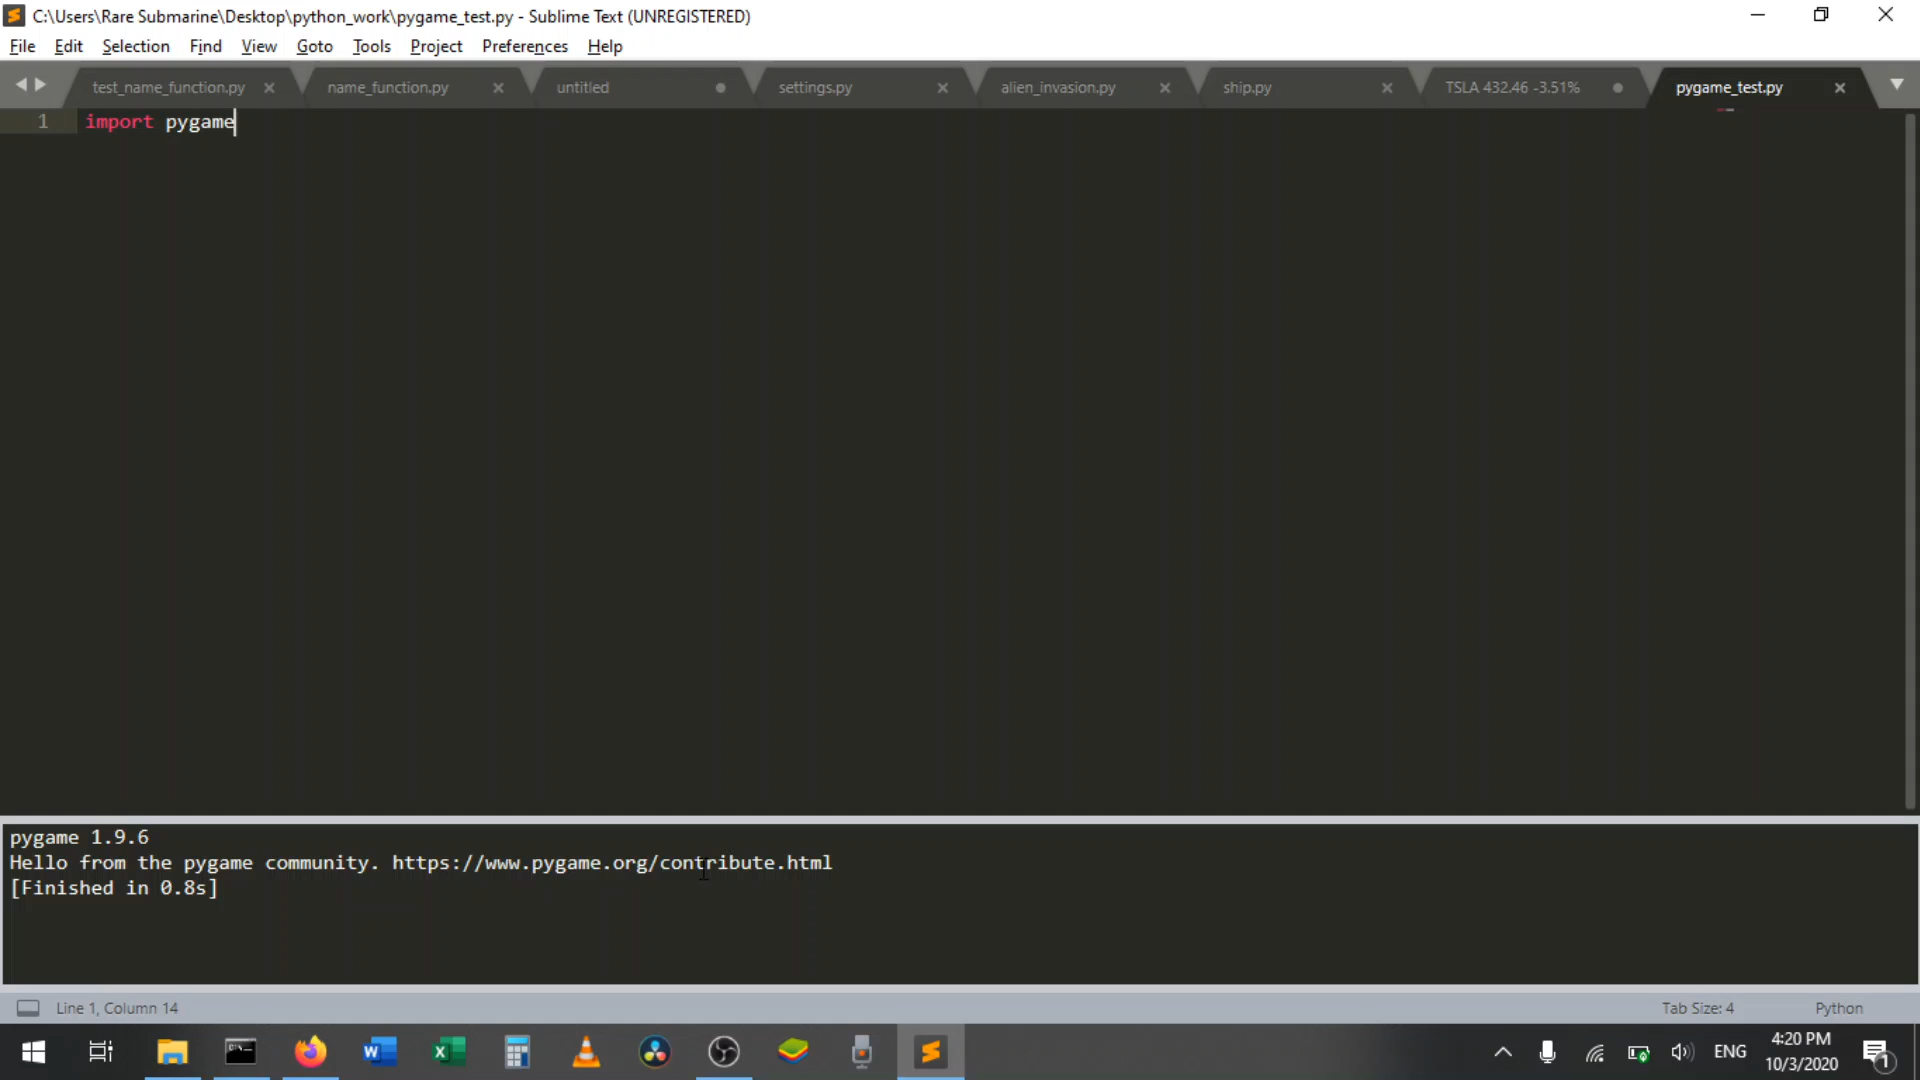 C:\Users\Rare Submarine\Desktop\python_work\pygame_test.py - Sublime Text (UNREGISTERED)
File Edit Selection Find View Goto Tools Project Preferences Help
test_name_function.py name_function.py untitled settings.py alien_invasion.py ship.py TSLA 432.46 -3.51% pygame_test.py
1 import pygame
pygame 1.9.6
Hello from the pygame community. https://www.pygame.org/contribute.html
[Finished in 0.8s]
Line 1, Column 14 Tab Size: 4 Python
ENG 4:20 PM
10/3/2020 1